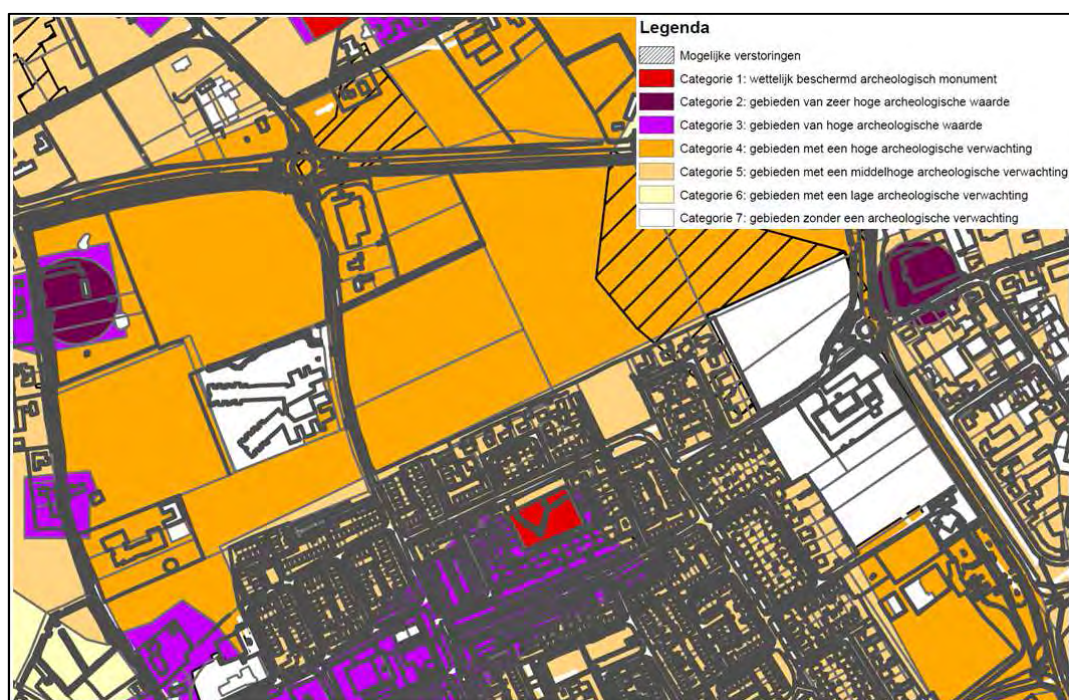 Legenda
Mogelijke verstoringen
Categorie 1: wettelijk beschermd archeologisch monument
Categorie 2: gebieden van zeer hoge archeologische waarde
Categorie 3: gebieden van hoge archeologische waarde
Categorie 4: gebieden met een hoge archeologische verwachting
Categorie 5: gebieden met een middelhoge archeologische verwachting
Categorie 6: gebieden met een lage archeologische verwachting
Categorie 7: gebieden zonder een archeologische verwachting